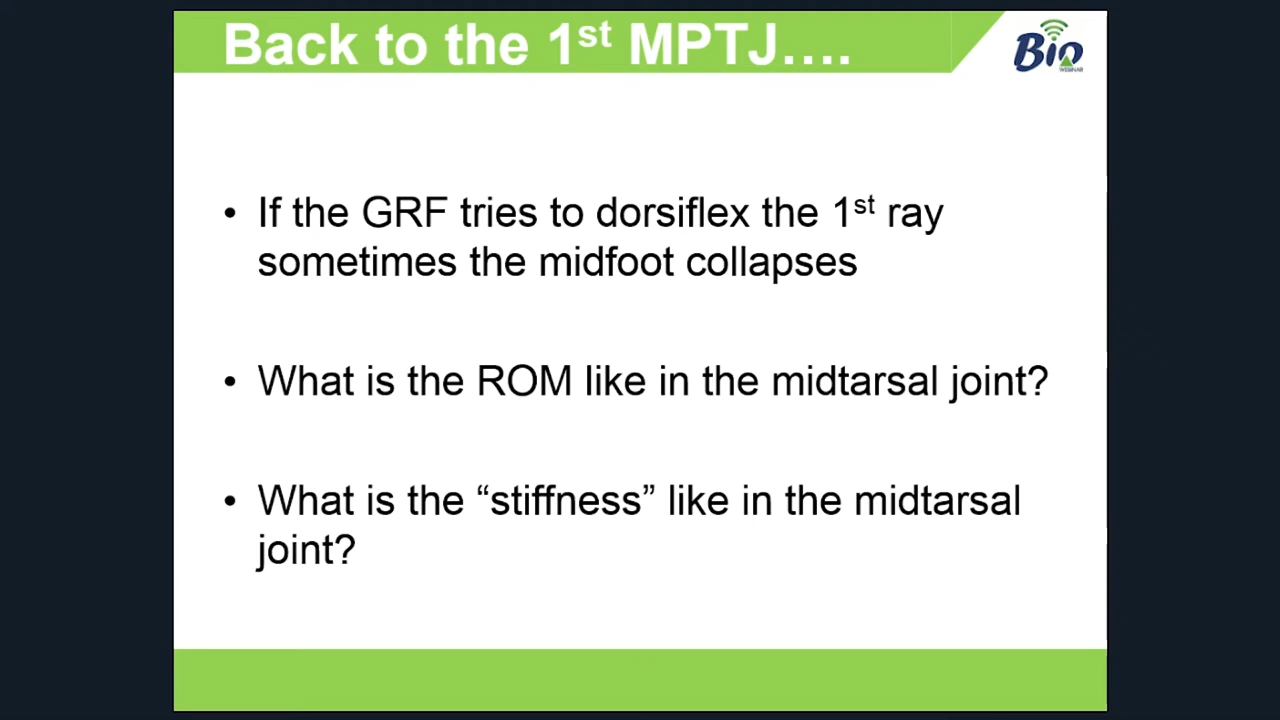 Back to the 1st MPTJ….
Bio
WEBINAR
• If the GRF tries to dorsiflex the 1st ray
sometimes the midfoot collapses
• What is the ROM like in the midtarsal joint?
• What is the “stiffness” like in the midtarsal
joint?